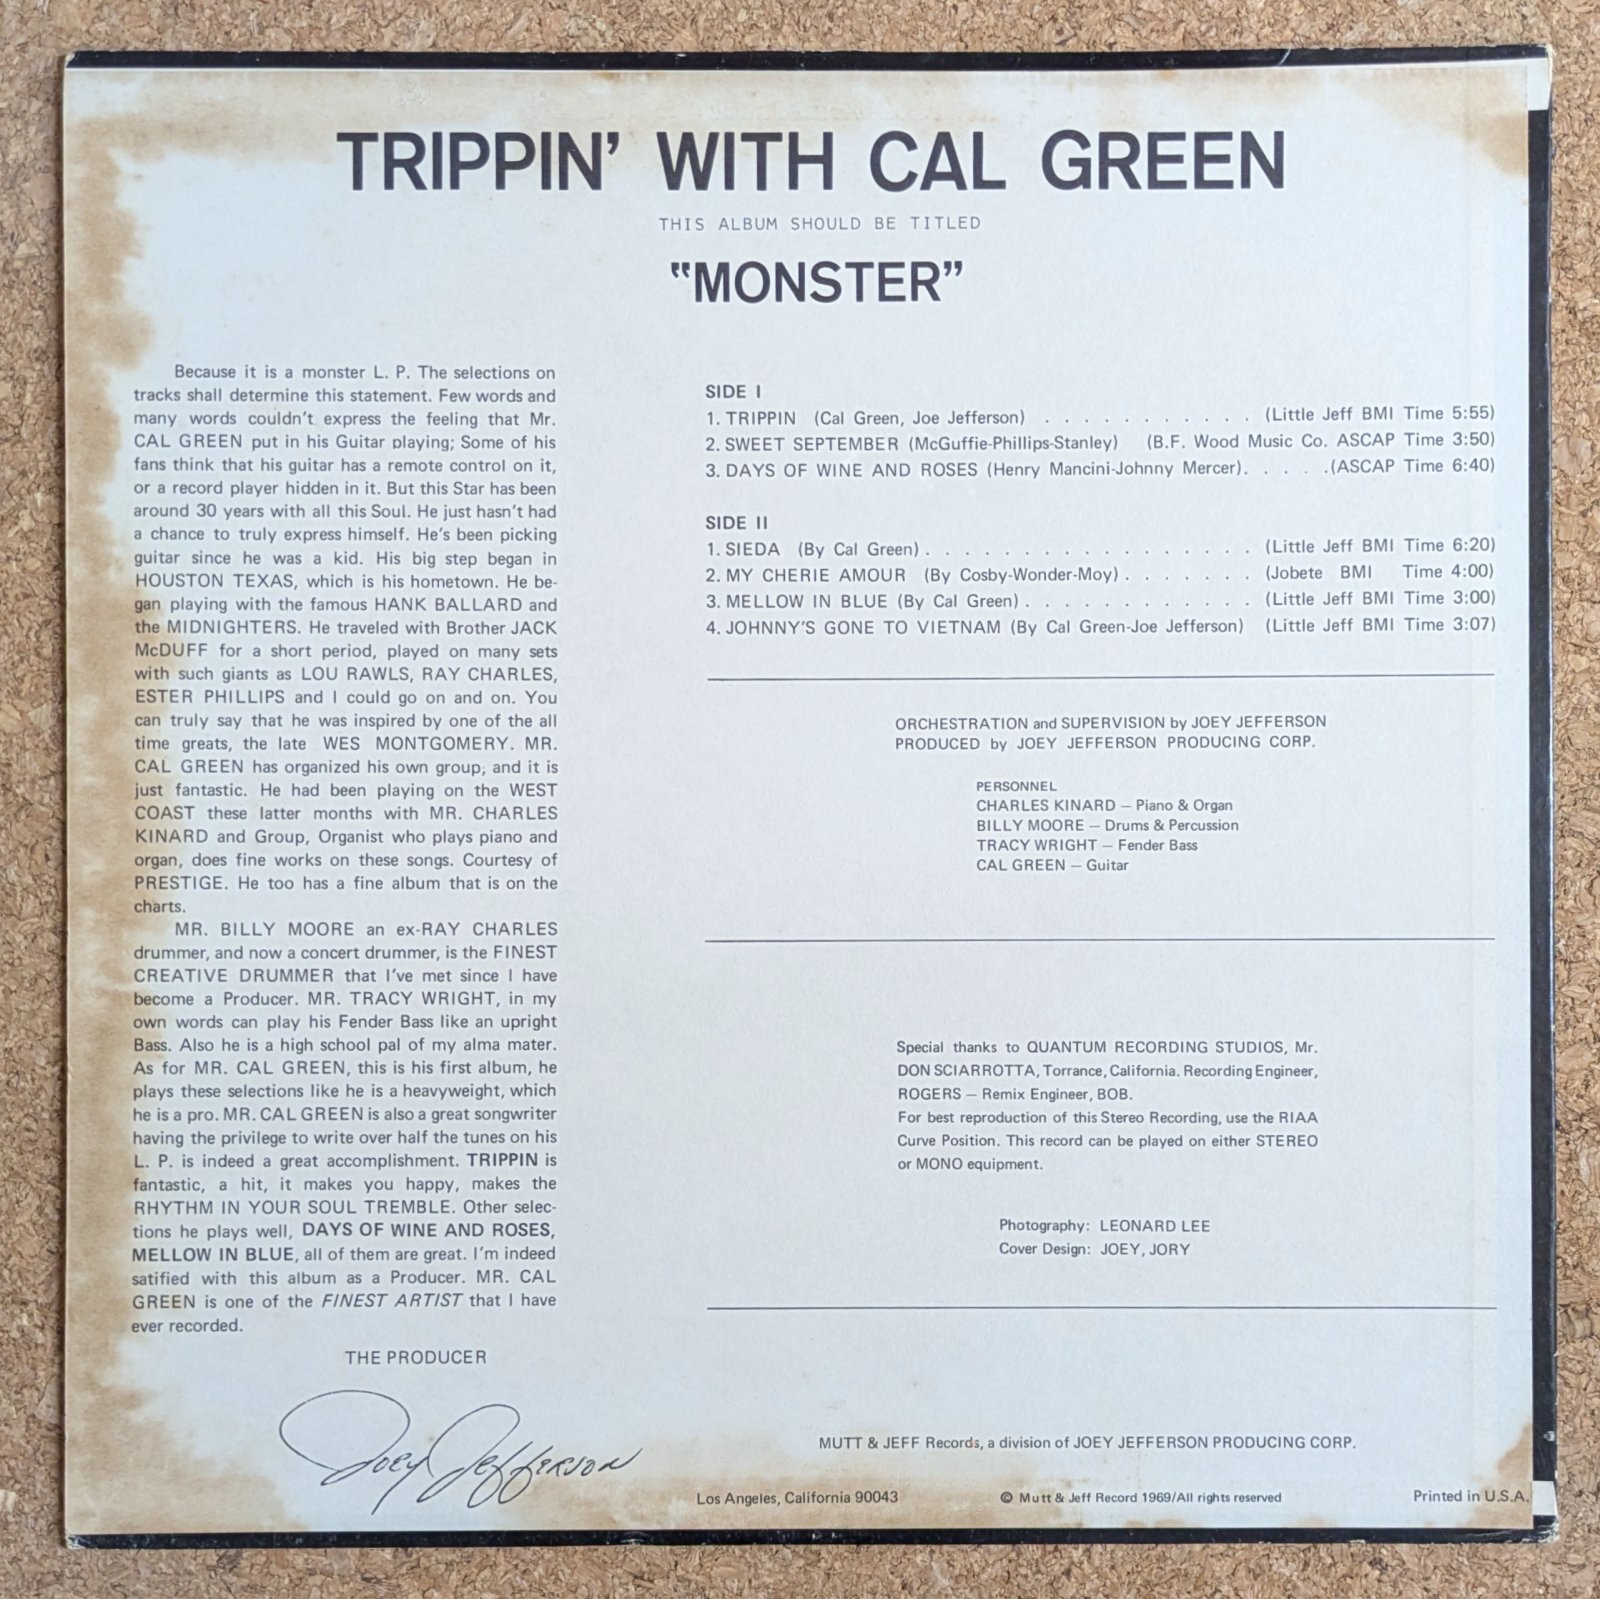 TRIPPIN' WITH CAL GREEN
THIS ALBUM SHOULD BE TITLED
"MONSTER"
Because it is a monster L. P. The selections on
tracks shall determine this statement. Few words and
many words couldn't express the feeling that Mr.
CAL GREEN put in his Guitar playing; Some of his
fans think that his guitar has a remote control on it,
or a record player hidden in it. But this Star has been
around 30 years with all this Soul. He just hasn't had
a chance to truly express himself. He's been picking
guitar since he was a kid. His big step began in
HOUSTON TEXAS, which is his hometown. He be-
gan playing with the famous HANK BALLARD and
the MIDNIGHTERS. He traveled with Brother JACK
McDUFF for a short period, played on many sets
with such giants as LOU RAWLS, RAY CHARLES,
ESTER PHILLIPS and I could go on and on. You
can truly say that he was inspired by one of the all
time greats, the late WES MONTGOMERY. MR.
CAL GREEN has organized his own group, and it is
just fantastic. He had been playing on the WEST
COAST these latter months with MR. CHARLES
KINARD and Group, Organist who plays piano and
organ, does fine works on these songs. Courtesy of
PRESTIGE. He too has a fine album that is on the
charts.
MR. BILLY MOORE an ex-RAY CHARLES
drummer, and now a concert drummer, is the FINEST
CREATIVE DRUMMER that I've met since I have
become a Producer. MR. TRACY WRIGHT, in my
own words can play his Fender Bass like an upright
Bass. Also he is a high school pal of my alma mater.
As for MR. CAL GREEN, this is his first album, he
plays these selections like he is a heavyweight, which
he is a pro. MR. CAL GREEN is also a great songwriter
having the privilege to write over half the tunes on his
L. P. is indeed a great accomplishment. TRIPPIN is
fantastic, a hit, it makes you happy, makes the
RHYTHM IN YOUR SOUL TREMBLE. Other selec-
tions he plays well, DAYS OF WINE AND ROSES,
MELLOW IN BLUE, all of them are great. I'm indeed
satified with this album as a Producer. MR. CAL
GREEN is one of the FINEST ARTIST that I have
ever recorded.
THE PRODUCER
Joey Jefferson
SIDE I
1. TRIPPIN (Cal Green, Joe Jefferson) . . . . . . . . . . . (Little Jeff BMI Time 5:55)
2. SWEET SEPTEMBER (McGuffie-Phillips-Stanley) (B.F. Wood Music Co. ASCAP Time 3:50)
3. DAYS OF WINE AND ROSES (Henry Mancini-Johnny Mercer). . . . .(ASCAP Time 6:40)
SIDE II
1. SIEDA (By Cal Green). . . . . . . . . . . . . . . . . (Little Jeff BMI Time 6:20)
2. MY CHERIE AMOUR (By Cosby-Wonder-Moy). . . . . . . (Jobete BMI Time 4:00)
3. MELLOW IN BLUE (By Cal Green). . . . . . . . . . . . (Little Jeff BMI Time 3:00)
4. JOHNNY'S GONE TO VIETNAM (By Cal Green-Joe Jefferson) (Little Jeff BMI Time 3:07)
ORCHESTRATION and SUPERVISION by JOEY JEFFERSON
PRODUCED by JOEY JEFFERSON PRODUCING CORP.
PERSONNEL
CHARLES KINARD – Piano & Organ
BILLY MOORE – Drums & Percussion
TRACY WRIGHT – Fender Bass
CAL GREEN – Guitar
Special thanks to QUANTUM RECORDING STUDIOS, Mr.
DON SCIARROTTA, Torrance, California. Recording Engineer,
ROGERS – Remix Engineer, BOB.
For best reproduction of this Stereo Recording, use the RIAA
Curve Position. This record can be played on either STEREO
or MONO equipment.
Photography: LEONARD LEE
Cover Design: JOEY, JORY
MUTT & JEFF Records, a division of JOEY JEFFERSON PRODUCING CORP.
Los Angeles, California 90043
© Mutt & Jeff Record 1969/All rights reserved
Printed in U.S.A.